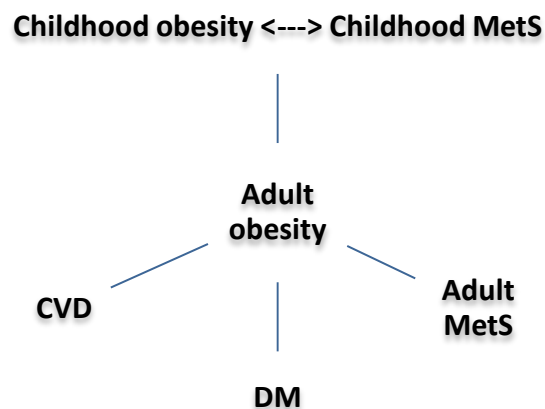 Childhood obesity <---> Childhood MetS
Adult
obesity
CVD
Adult
MetS
DM